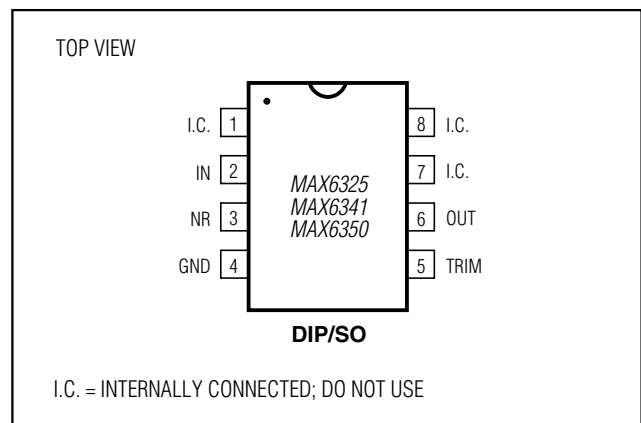 TOP VIEW
I.C. 1
IN 2
NR 3
GND 4
MAX6325
MAX6341
MAX6350
8 I.C.
7 I.C.
6 OUT
5 TRIM
DIP/SO
I.C. = INTERNALLY CONNECTED; DO NOT USE